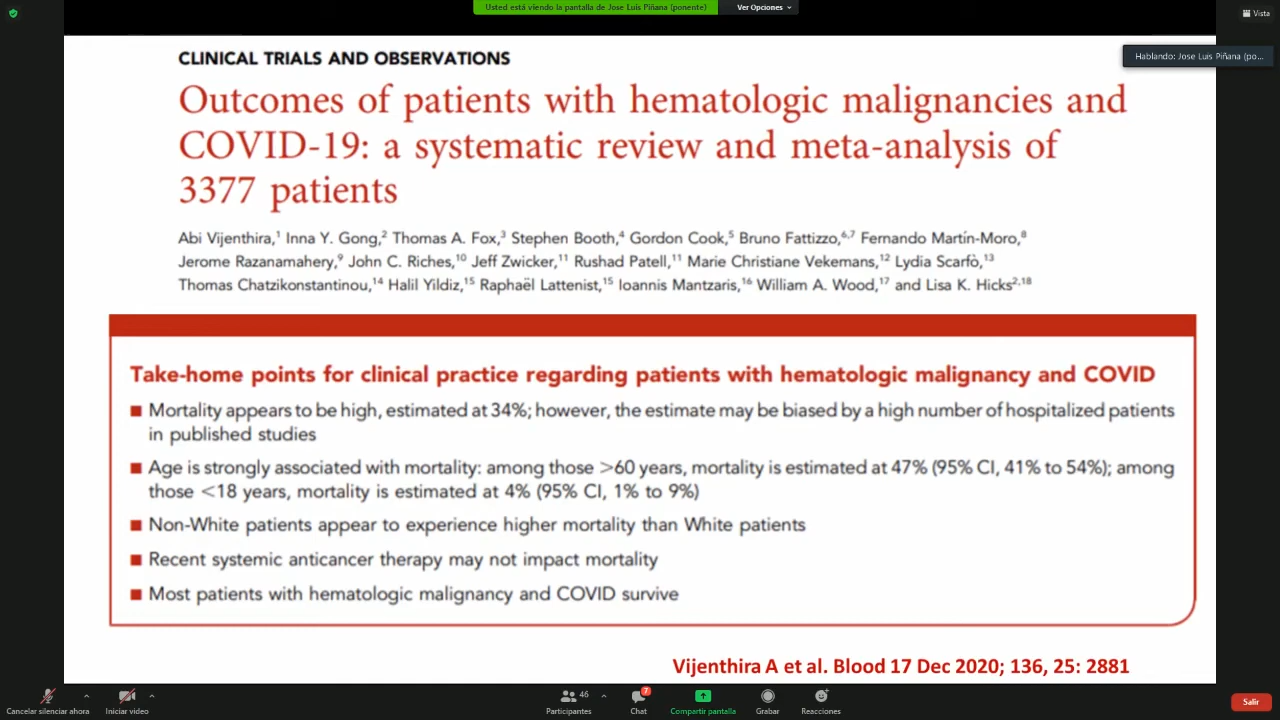 Usted está viendo la pantalla de Jose Luis Piñana (ponente)
Ver Opciones
Vista
Hablando: Jose Luis Piñana (po...
CLINICAL TRIALS AND OBSERVATIONS
Outcomes of patients with hematologic malignancies and
COVID-19: a systematic review and meta-analysis of
3377 patients
Abi Vijenthira,1 Inna Y. Gong,2 Thomas A. Fox,3 Stephen Booth,4 Gordon Cook,5 Bruno Fattizzo,6,7 Fernando Martín-Moro,8
Jerome Razanamahery,9 John C. Riches,10 Jeff Zwicker,11 Rushad Patell,11 Marie Christiane Vekemans,12 Lydia Scarfò,13
Thomas Chatzikonstantinou,14 Halil Yildiz,15 Raphaël Lattenist,15 Ioannis Mantzaris,16 William A. Wood,17 and Lisa K. Hicks2,18
Take-home points for clinical practice regarding patients with hematologic malignancy and COVID
■ Mortality appears to be high, estimated at 34%; however, the estimate may be biased by a high number of hospitalized patients
in published studies
■ Age is strongly associated with mortality: among those >60 years, mortality is estimated at 47% (95% CI, 41% to 54%); among
those <18 years, mortality is estimated at 4% (95% CI, 1% to 9%)
■ Non-White patients appear to experience higher mortality than White patients
■ Recent systemic anticancer therapy may not impact mortality
■ Most patients with hematologic malignancy and COVID survive
Vijenthira A et al. Blood 17 Dec 2020; 136, 25: 2881
Cancelar silenciar ahora
Iniciar video
46
Participantes
7
Chat
Compartir pantalla
Grabar
Reacciones
Salir